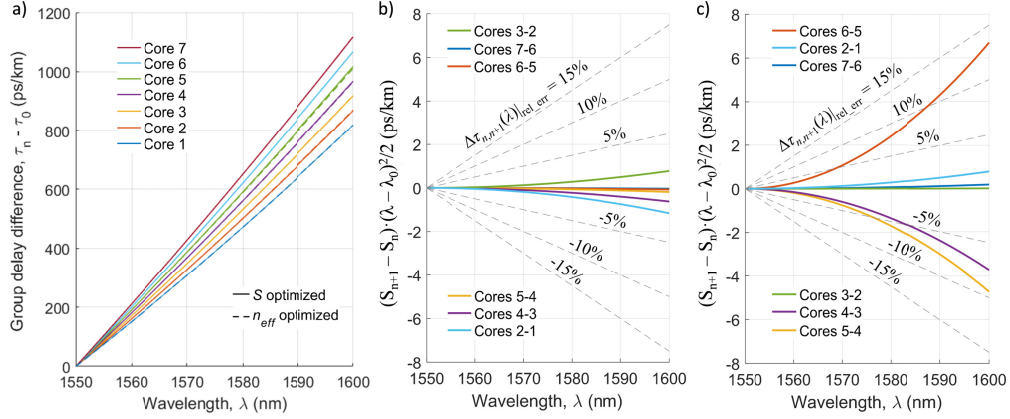 a)
Group delay difference, τn - τ0 (ps/km)
1200
1000
800
600
400
200
0
Core 7
Core 6
Core 5
Core 4
Core 3
Core 2
Core 1
S optimized
neff optimized
1550 1560 1570 1580 1590 1600
Wavelength, λ (nm)
b)
(Sn+1 − Sn)·(λ − λ0)²/2 (ps/km)
8
6
4
2
0
-2
-4
-6
-8
Cores 3-2
Cores 7-6
Cores 6-5
Δτn,n+1(λ)|rel_err = 15%
10%
5%
-5%
-10%
-15%
Cores 5-4
Cores 4-3
Cores 2-1
1550 1560 1570 1580 1590 1600
Wavelength, λ (nm)
c)
(Sn+1 − Sn)·(λ − λ0)²/2 (ps/km)
8
6
4
2
0
-2
-4
-6
-8
Cores 6-5
Cores 2-1
Cores 7-6
Δτn,n+1(λ)|rel_err = 15%
10%
5%
-5%
-10%
-15%
Cores 3-2
Cores 4-3
Cores 5-4
1550 1560 1570 1580 1590 1600
Wavelength, λ (nm)